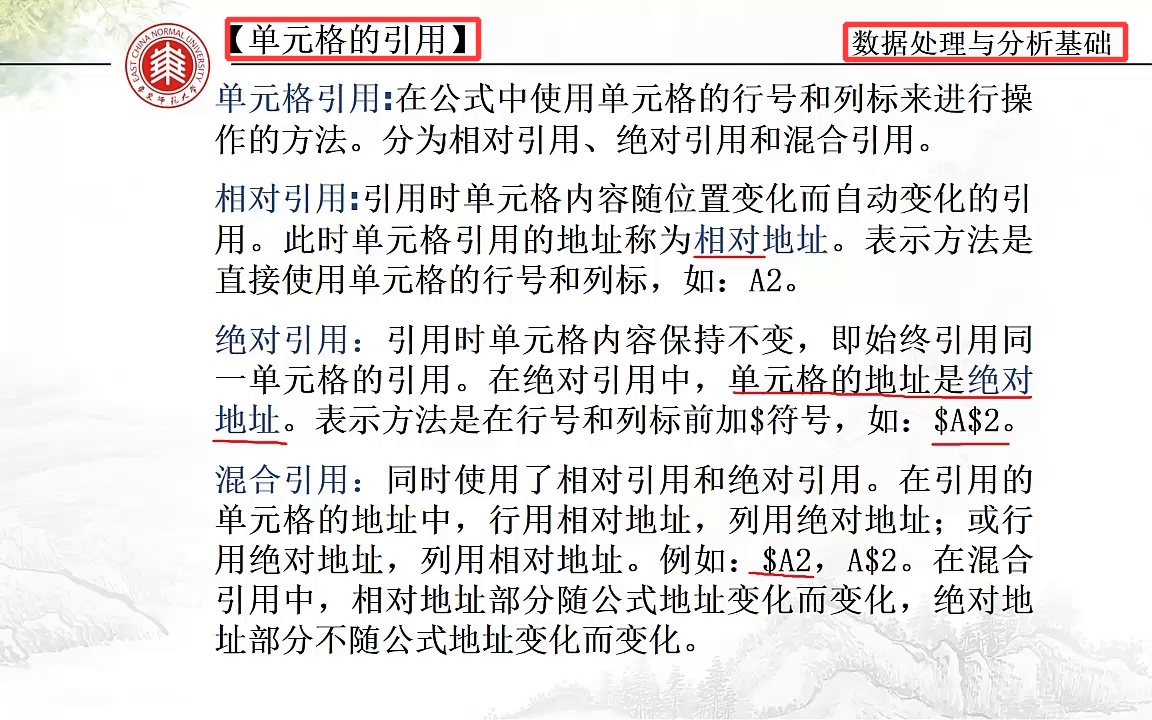 【单元格的引用】
数据处理与分析基础
EAST CHINA NORMAL UNIVERSITY
华东师范大学
单元格引用:在公式中使用单元格的行号和列标来进行操
作的方法。分为相对引用、绝对引用和混合引用。
相对引用:引用时单元格内容随位置变化而自动变化的引
用。此时单元格引用的地址称为相对地址。表示方法是
直接使用单元格的行号和列标，如：A2。
绝对引用：引用时单元格内容保持不变，即始终引用同
一单元格的引用。在绝对引用中，单元格的地址是绝对
地址。表示方法是在行号和列标前加$符号，如：$A$2。
混合引用：同时使用了相对引用和绝对引用。在引用的
单元格的地址中，行用相对地址，列用绝对地址；或行
用绝对地址，列用相对地址。例如：$A2，A$2。在混合
引用中，相对地址部分随公式地址变化而变化，绝对地
址部分不随公式地址变化而变化。